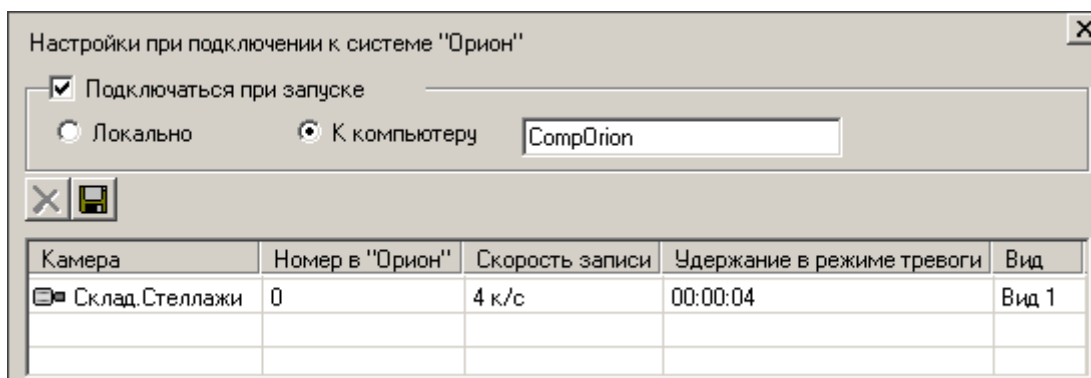 Настройки при подключении к системе "Орион"
Подключаться при запуске
Локально К компьютеру CompOrion
Камера Номер в "Орион" Скорость записи Удержание в режиме тревоги Вид
Склад.Стеллажи 0 4 к/с 00:00:04 Вид 1